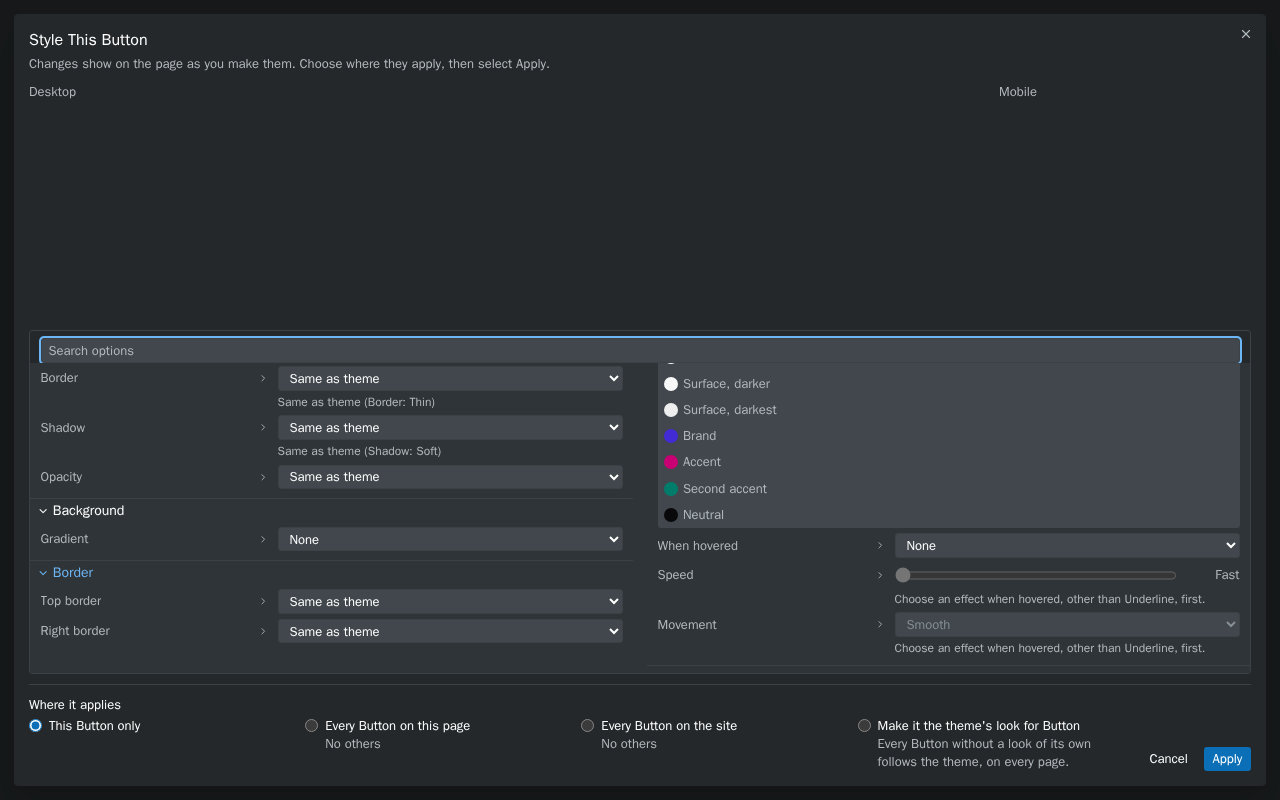 Style This Button
Changes show on the page as you make them. Choose where they apply, then select Apply.
Desktop
Mobile
Search options
Border
Same as theme
Same as theme (Border: Thin)
Shadow
Same as theme
Same as theme (Shadow: Soft)
Opacity
Same as theme
Background
Gradient
None
Border
Top border
Same as theme
Right border
Same as theme
Surface, darker
Surface, darkest
Brand
Accent
Second accent
Neutral
When hovered
None
Speed
Fast
Choose an effect when hovered, other than Underline, first.
Movement
Smooth
Choose an effect when hovered, other than Underline, first.
Where it applies
This Button only
Every Button on this page
No others
Every Button on the site
No others
Make it the theme's look for Button
Every Button without a look of its own
follows the theme, on every page.
Cancel
Apply